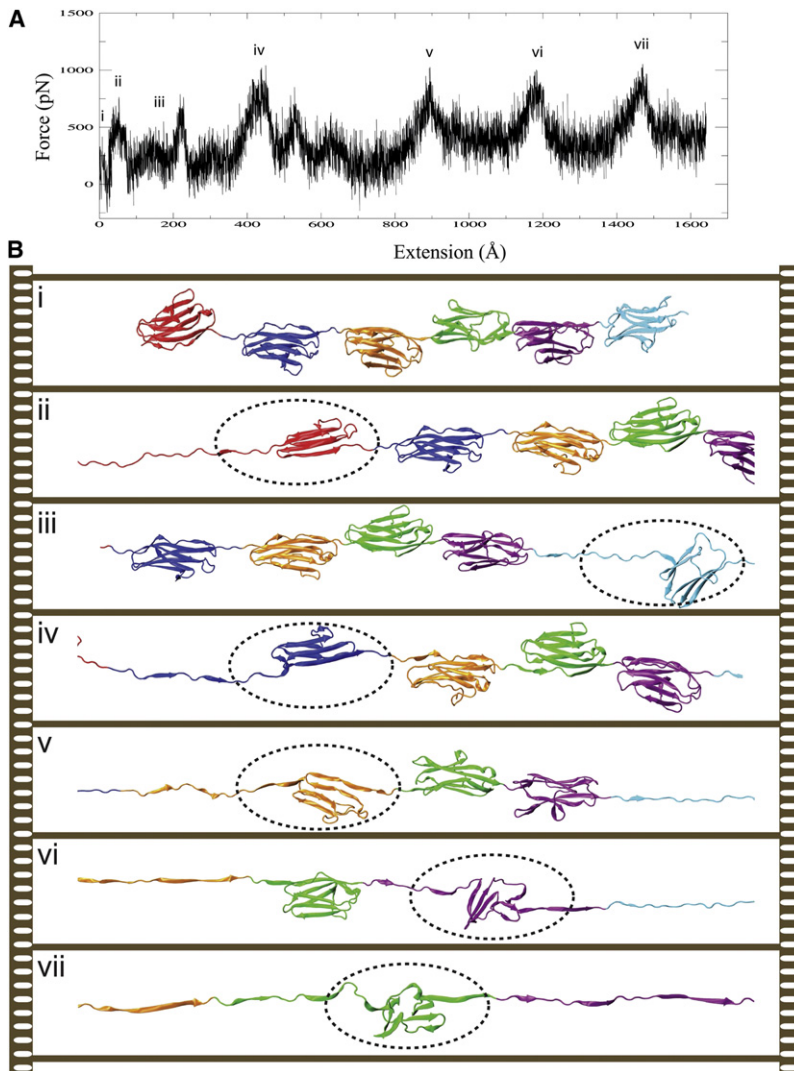 A
1500
1000
500
0
Force (pN)
i
ii
iii
iv
v
vi
vii
0
200
400
600
800
1000
1200
1400
1600
Extension (Å)
B
i
ii
iii
iv
v
vi
vii